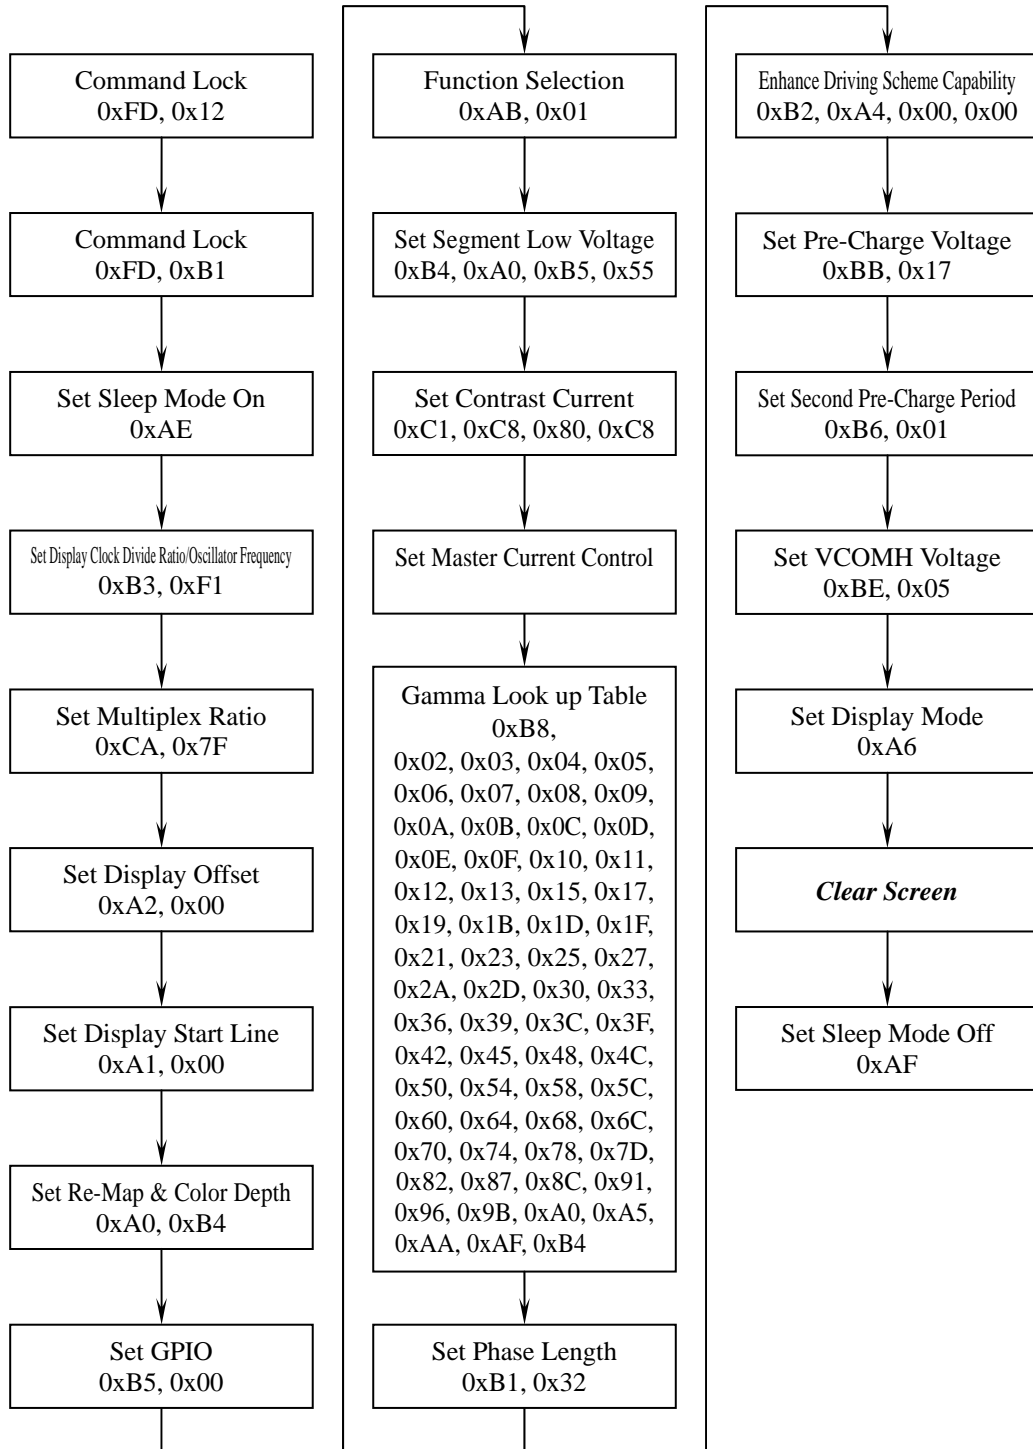 Command Lock
0xFD, 0x12
Command Lock
0xFD, 0xB1
Set Sleep Mode On
0xAE
Set Display Clock Divide Ratio/Oscillator Frequency
0xB3, 0xF1
Set Multiplex Ratio
0xCA, 0x7F
Set Display Offset
0xA2, 0x00
Set Display Start Line
0xA1, 0x00
Set Re-Map & Color Depth
0xA0, 0xB4
Set GPIO
0xB5, 0x00
Function Selection
0xAB, 0x01
Set Segment Low Voltage
0xB4, 0xA0, 0xB5, 0x55
Set Contrast Current
0xC1, 0xC8, 0x80, 0xC8
Set Master Current Control
Gamma Look up Table
0xB8,
0x02, 0x03, 0x04, 0x05,
0x06, 0x07, 0x08, 0x09,
0x0A, 0x0B, 0x0C, 0x0D,
0x0E, 0x0F, 0x10, 0x11,
0x12, 0x13, 0x15, 0x17,
0x19, 0x1B, 0x1D, 0x1F,
0x21, 0x23, 0x25, 0x27,
0x2A, 0x2D, 0x30, 0x33,
0x36, 0x39, 0x3C, 0x3F,
0x42, 0x45, 0x48, 0x4C,
0x50, 0x54, 0x58, 0x5C,
0x60, 0x64, 0x68, 0x6C,
0x70, 0x74, 0x78, 0x7D,
0x82, 0x87, 0x8C, 0x91,
0x96, 0x9B, 0xA0, 0xA5,
0xAA, 0xAF, 0xB4
Set Phase Length
0xB1, 0x32
Enhance Driving Scheme Capability
0xB2, 0xA4, 0x00, 0x00
Set Pre-Charge Voltage
0xBB, 0x17
Set Second Pre-Charge Period
0xB6, 0x01
Set VCOMH Voltage
0xBE, 0x05
Set Display Mode
0xA6
Clear Screen
Set Sleep Mode Off
0xAF